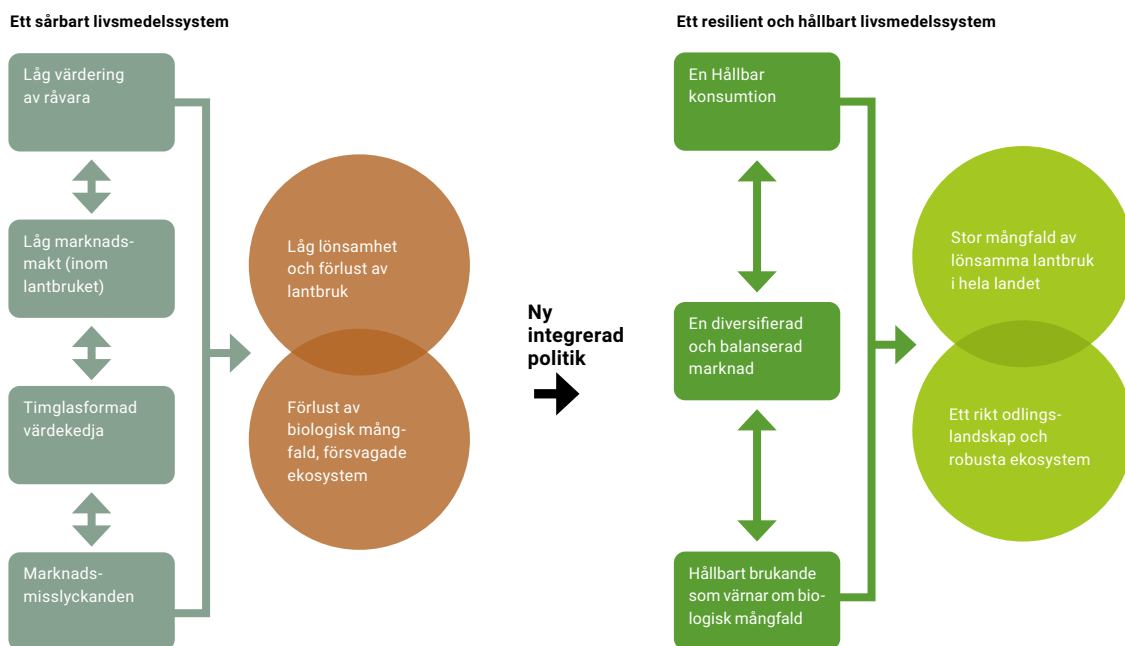 Ett sårbart livsmedelssystem
Låg värdering
av råvara
Låg marknads-
makt (inom
lantbruket)
Timglasformad
värdekedja
Marknads-
misslyckanden
Låg lönsamhet
och förlust av
lantbruk
Förlust av
biologisk mång-
fald, försvagade
ekosystem
Ny
integrerad
politik
Ett resilient och hållbart livsmedelssystem
En Hållbar
konsumtion
En diversifierad
och balanserad
marknad
Hållbart brukande
som värnar om bio-
logisk mångfald
Stor mångfald av
lönsamma lantbruk
i hela landet
Ett rikt odlings-
landskap och
robusta ekosystem